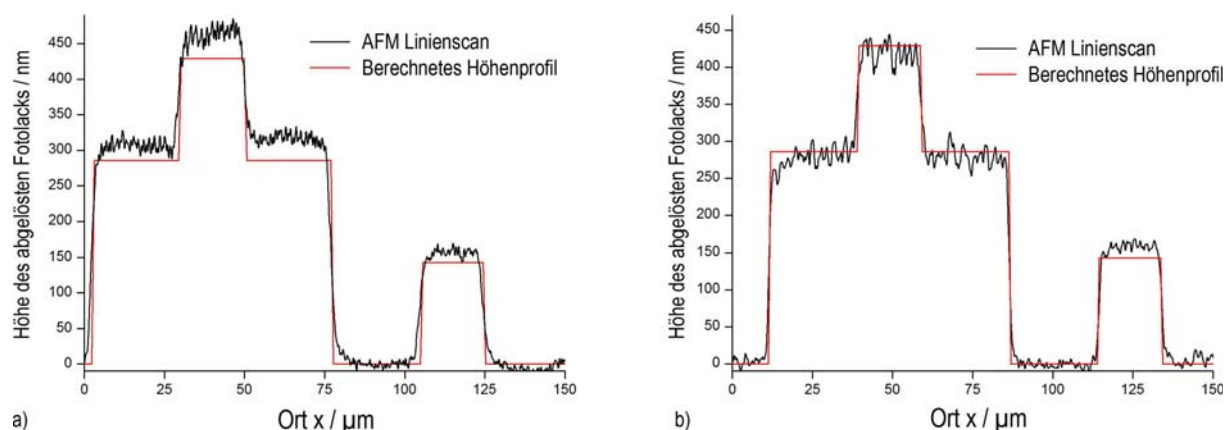 Höhe des abgelösten Fotolacks / nm
450
400
350
300
250
200
150
100
50
0
AFM Linienscan
Berechnetes Höhenprofil
0 25 50 75 100 125 150
Ort x / µm
a)
Höhe des abgelösten Fotolacks / nm
450
400
350
300
250
200
150
100
50
0
AFM Linienscan
Berechnetes Höhenprofil
0 25 50 75 100 125 150
Ort x / µm
b)